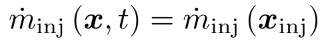 ṁ_inj (𝒙, t) = ṁ_inj (𝒙_inj)